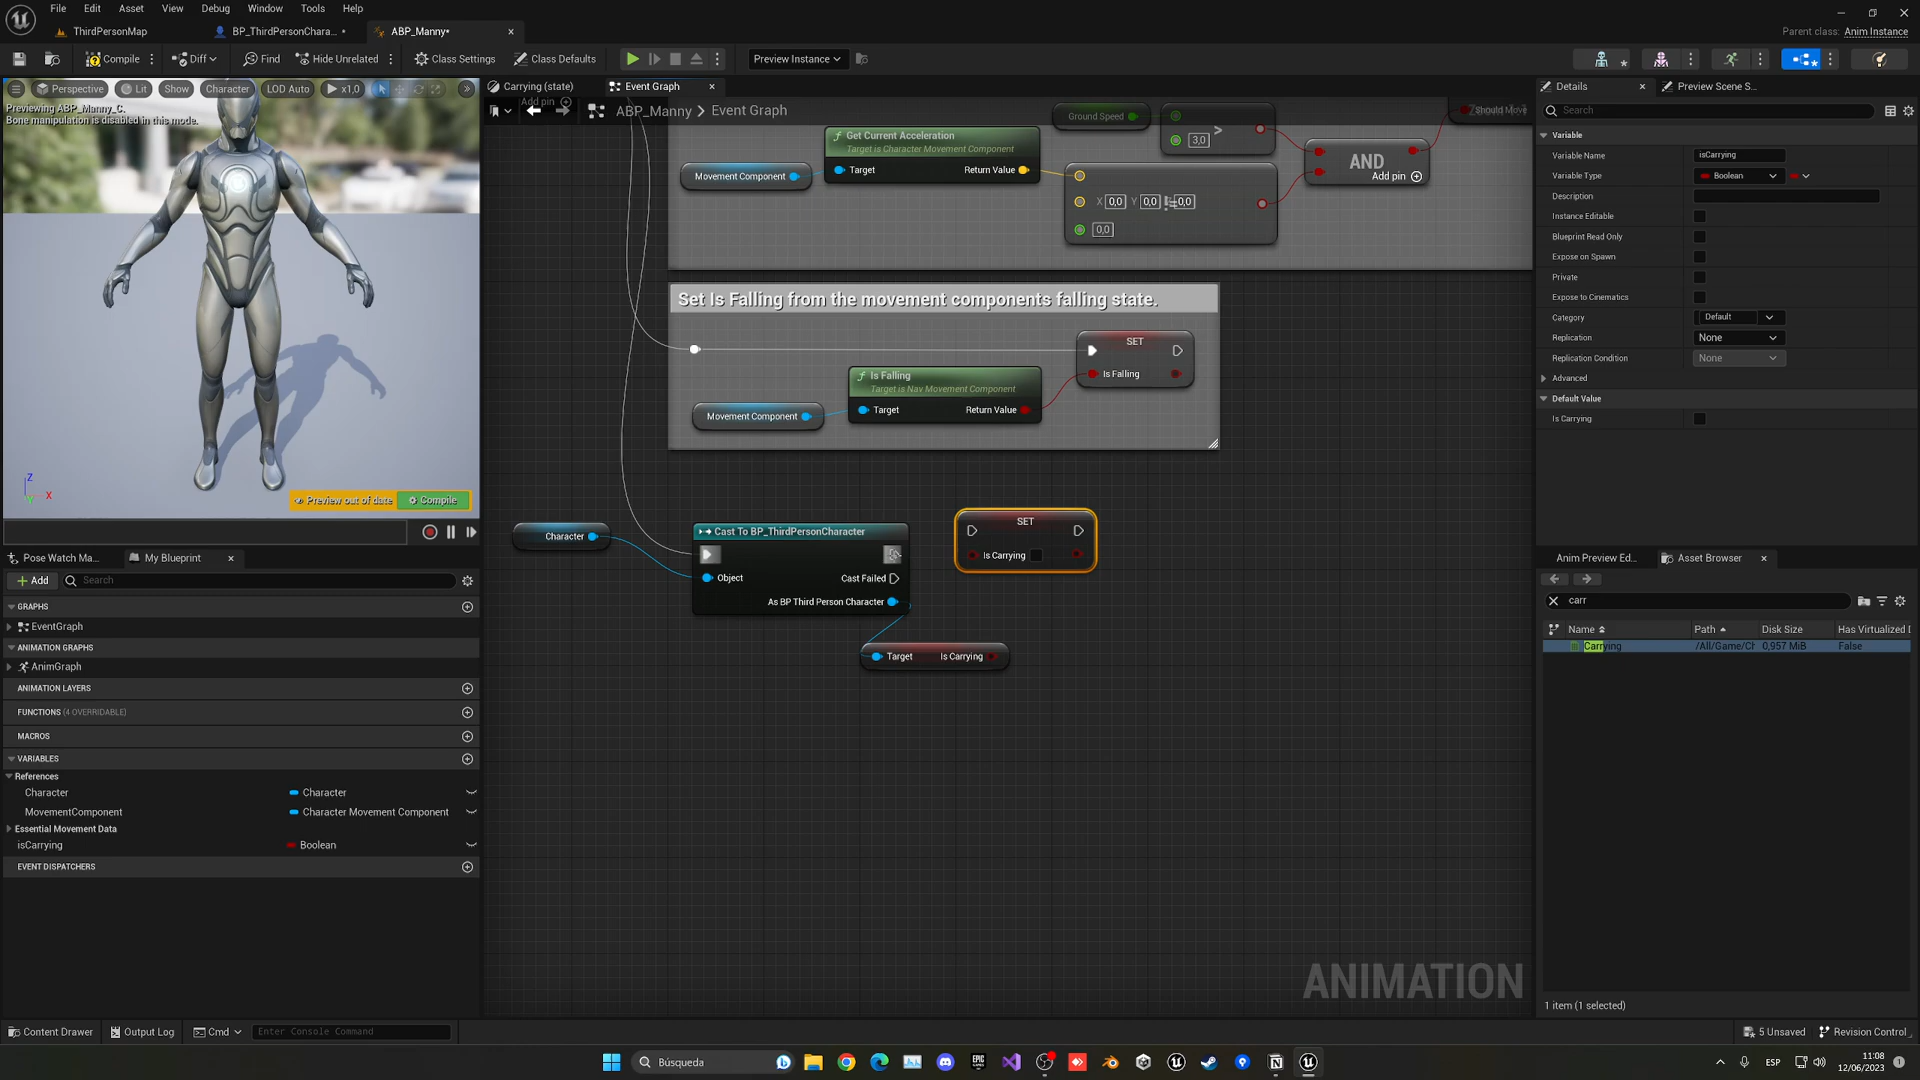 File Edit Asset View Debug Window Tools Help
ThirdPersonMap
BP_ThirdPersonChara... •
ABP_Manny•
Parent class: Anim Instance
Compile
Diff
Find
Hide Unrelated
Class Settings
Class Defaults
Preview Instance
Perspective
Lit
Show
Character
LOD Auto
x1,0
Previewing ABP_Manny_C.
Bone manipulation is disabled in this mode.
Z
X
Preview out of date
Compile
Carrying (state)
Event Graph
Add pin
ABP_Manny > Event Graph
Get Current Acceleration
Target is Character Movement Component
Target
Return Value
Movement Component
Ground Speed
>
3,0
X 0,0 Y 0,0 0,0
0,0
AND
Add pin
Should Move
Set Is Falling from the movement components falling state.
SET
Is Falling
Is Falling
Target is Nav Movement Component
Target
Return Value
Movement Component
Character
Cast To BP_ThirdPersonCharacter
Object
Cast Failed
As BP Third Person Character
SET
Is Carrying
Target
Is Carrying
ANIMATION
Pose Watch Ma...
My Blueprint
Add
Search
GRAPHS
EventGraph
ANIMATION GRAPHS
AnimGraph
ANIMATION LAYERS
FUNCTIONS (4 OVERRIDABLE)
MACROS
VARIABLES
References
Character
Character
MovementComponent
Character Movement Component
Essential Movement Data
isCarrying
Boolean
EVENT DISPATCHERS
Details
Preview Scene S...
Search
Variable
Variable Name
isCarrying
Variable Type
Boolean
Description
Instance Editable
Blueprint Read Only
Expose on Spawn
Private
Expose to Cinematics
Category
Default
Replication
None
Replication Condition
None
Advanced
Default Value
Is Carrying
Anim Preview Ed...
Asset Browser
carr
Name
Path
Disk Size
Has Virtualized D
Carrying
/All/Game/Ch
0,957 MiB
False
1 item (1 selected)
Content Drawer
Output Log
Cmd
Enter Console Command
5 Unsaved
Revision Control
Búsqueda
ESP
11:08
12/06/2023